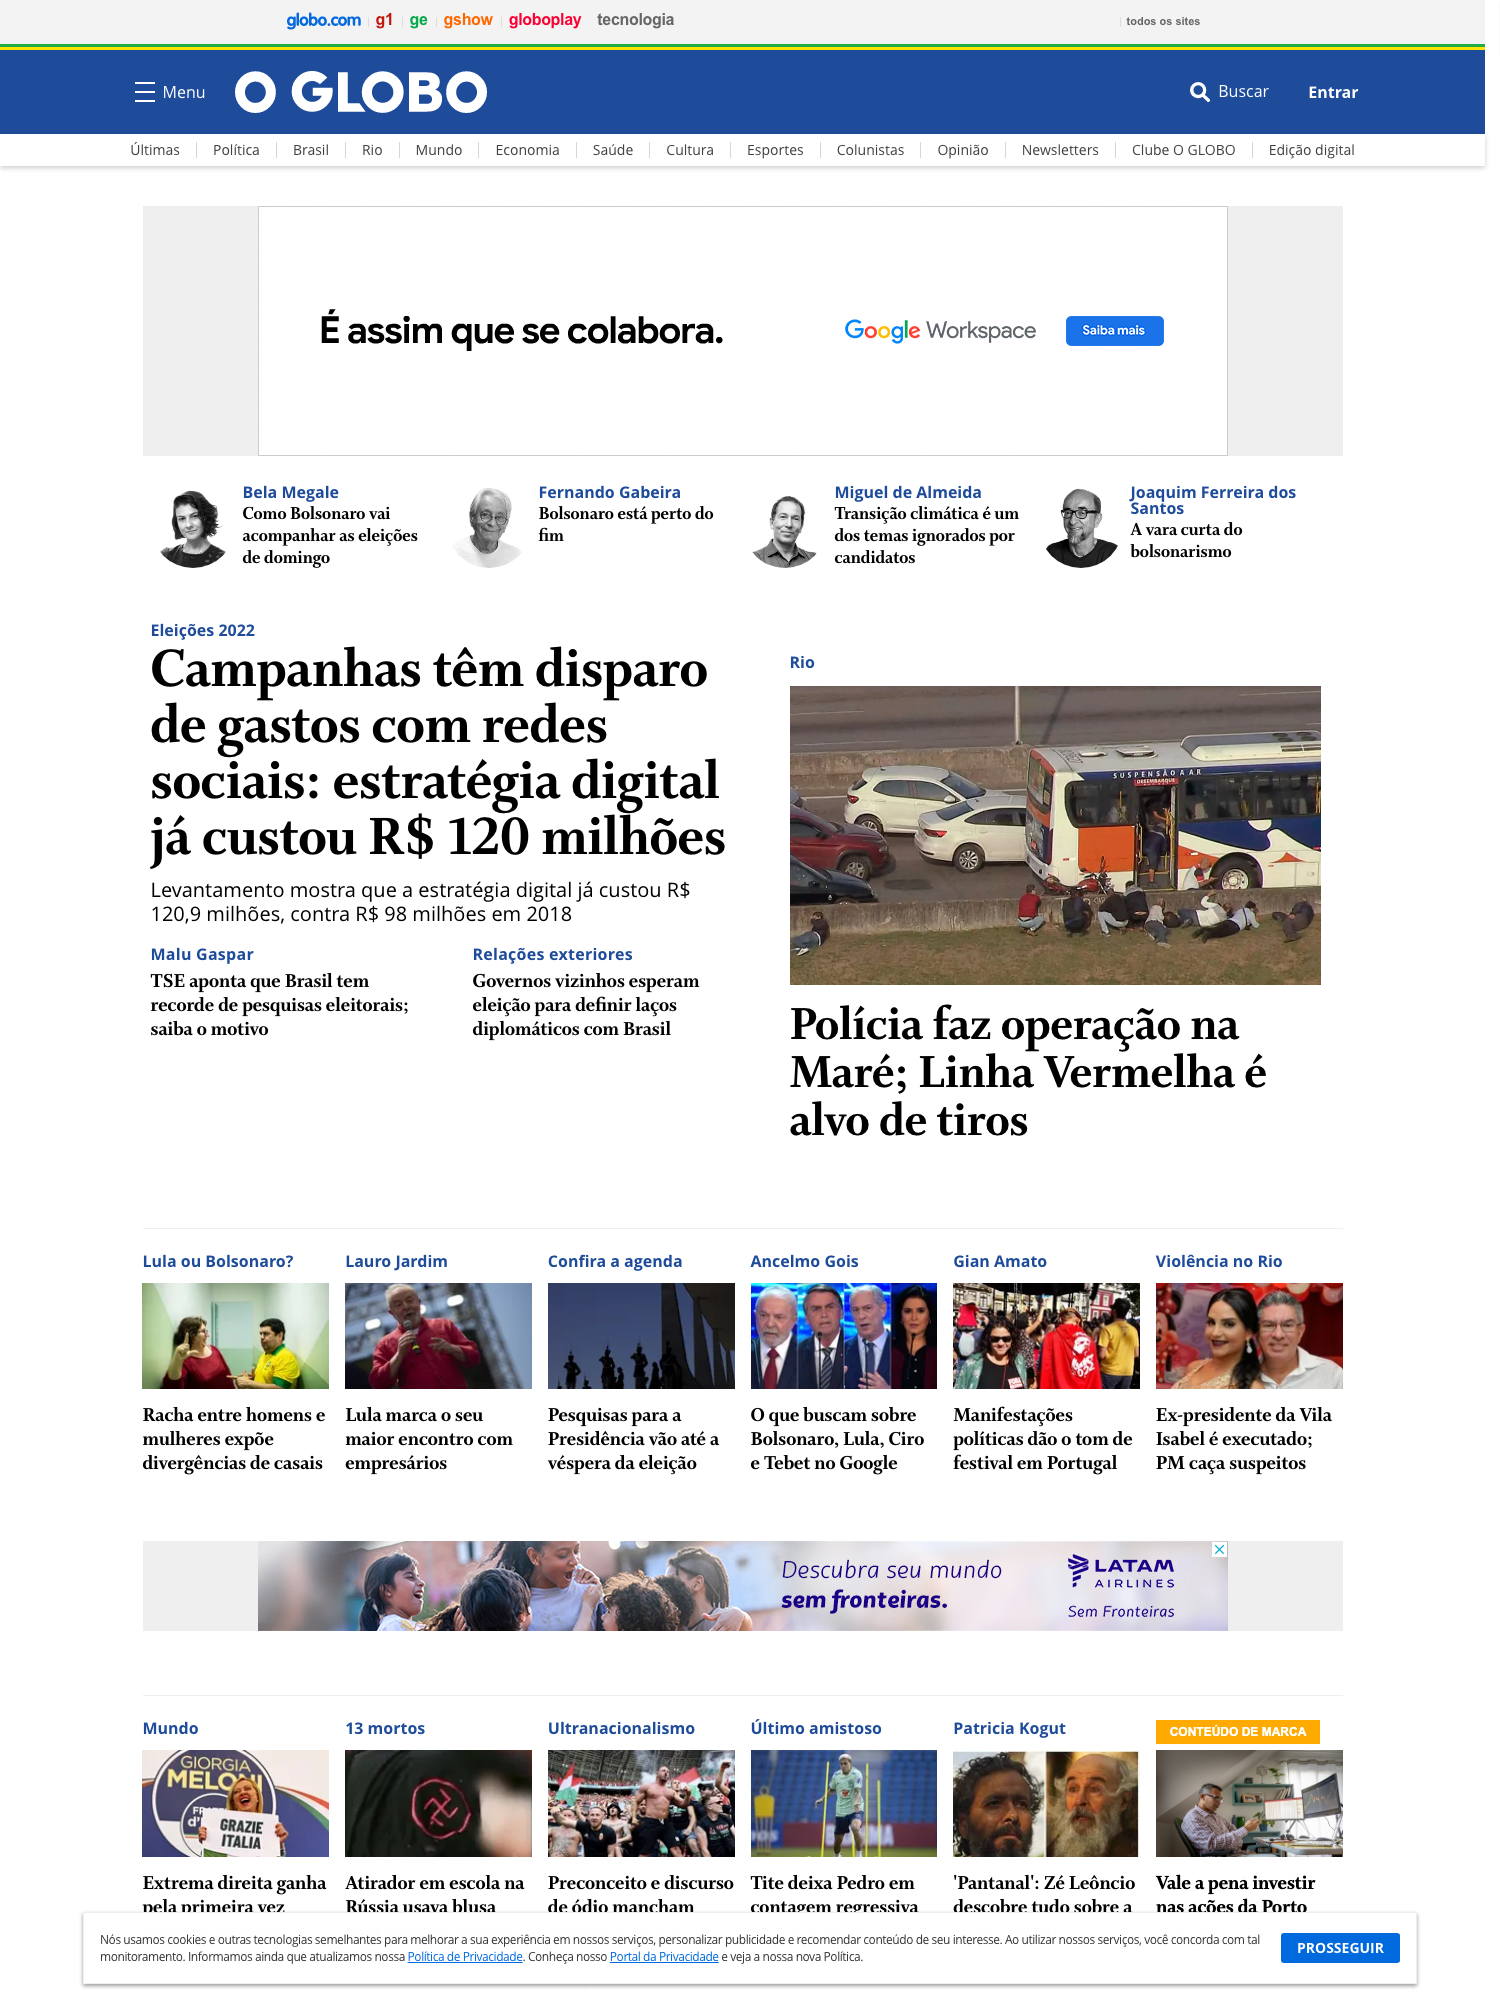 globo.com g1 ge gshow globoplay tecnologia todos os sites
Menu O GLOBO Buscar Entrar
Últimas Política Brasil Rio Mundo Economia Saúde Cultura Esportes Colunistas Opinião Newsletters Clube O GLOBO Edição digital
É assim que se colabora. Google Workspace Saiba mais
Bela Megale
Como Bolsonaro vai
acompanhar as eleições
de domingo
Fernando Gabeira
Bolsonaro está perto do
fim
Miguel de Almeida
Transição climática é um
dos temas ignorados por
candidatos
Joaquim Ferreira dos
Santos
A vara curta do
bolsonarismo
Eleições 2022
Campanhas têm disparo
de gastos com redes
sociais: estratégia digital
já custou R$ 120 milhões
Levantamento mostra que a estratégia digital já custou R$
120,9 milhões, contra R$ 98 milhões em 2018
Malu Gaspar
TSE aponta que Brasil tem
recorde de pesquisas eleitorais;
saiba o motivo
Relações exteriores
Governos vizinhos esperam
eleição para definir laços
diplomáticos com Brasil
Rio
SUSPENSÃO A AR
DESEMBARQUE
Polícia faz operação na
Maré; Linha Vermelha é
alvo de tiros
Lula ou Bolsonaro?
Racha entre homens e
mulheres expõe
divergências de casais
Lauro Jardim
Lula marca o seu
maior encontro com
empresários
Confira a agenda
Pesquisas para a
Presidência vão até a
véspera da eleição
Ancelmo Gois
O que buscam sobre
Bolsonaro, Lula, Ciro
e Tebet no Google
Gian Amato
Manifestações
políticas dão o tom de
festival em Portugal
Violência no Rio
Ex-presidente da Vila
Isabel é executado;
PM caça suspeitos
Descubra seu mundo
sem fronteiras.
LATAM
AIRLINES
Sem Fronteiras
Mundo
GIORGIA
MELONI
GRAZIE
ITALIA
Extrema direita ganha
pela primeira vez
13 mortos
Atirador em escola na
Rússia usava blusa
Ultranacionalismo
Preconceito e discurso
de ódio mancham
Último amistoso
Tite deixa Pedro em
contagem regressiva
Patricia Kogut
'Pantanal': Zé Leôncio
descobre tudo sobre a
CONTEÚDO DE MARCA
Vale a pena investir
nas ações da Porto
Nós usamos cookies e outras tecnologias semelhantes para melhorar a sua experiência em nossos serviços, personalizar publicidade e recomendar conteúdo de seu interesse. Ao utilizar nossos serviços, você concorda com tal
monitoramento. Informamos ainda que atualizamos nossa Política de Privacidade. Conheça nosso Portal da Privacidade e veja a nossa nova Política.
PROSSEGUIR